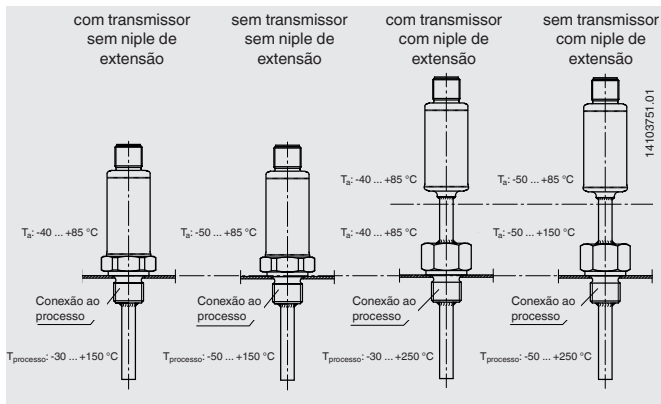 com transmissor
sem niple de
extensão
sem transmissor
sem niple de
extensão
com transmissor
com niple de
extensão
sem transmissor
com niple de
extensão
14103751.01
Ta: -40 ... +85 °C
Ta: -50 ... +85 °C
Ta: -40 ... +85 °C
Ta: -50 ... +85 °C
Ta: -40 ... +85 °C
Ta: -50 ... +150 °C
Conexão ao
processo
Conexão ao
processo
Conexão ao
processo
Conexão ao
processo
Tprocesso: -30 ... +150 °C
Tprocesso: -50 ... +150 °C
Tprocesso: -30 ... +250 °C
Tprocesso: -50 ... +250 °C